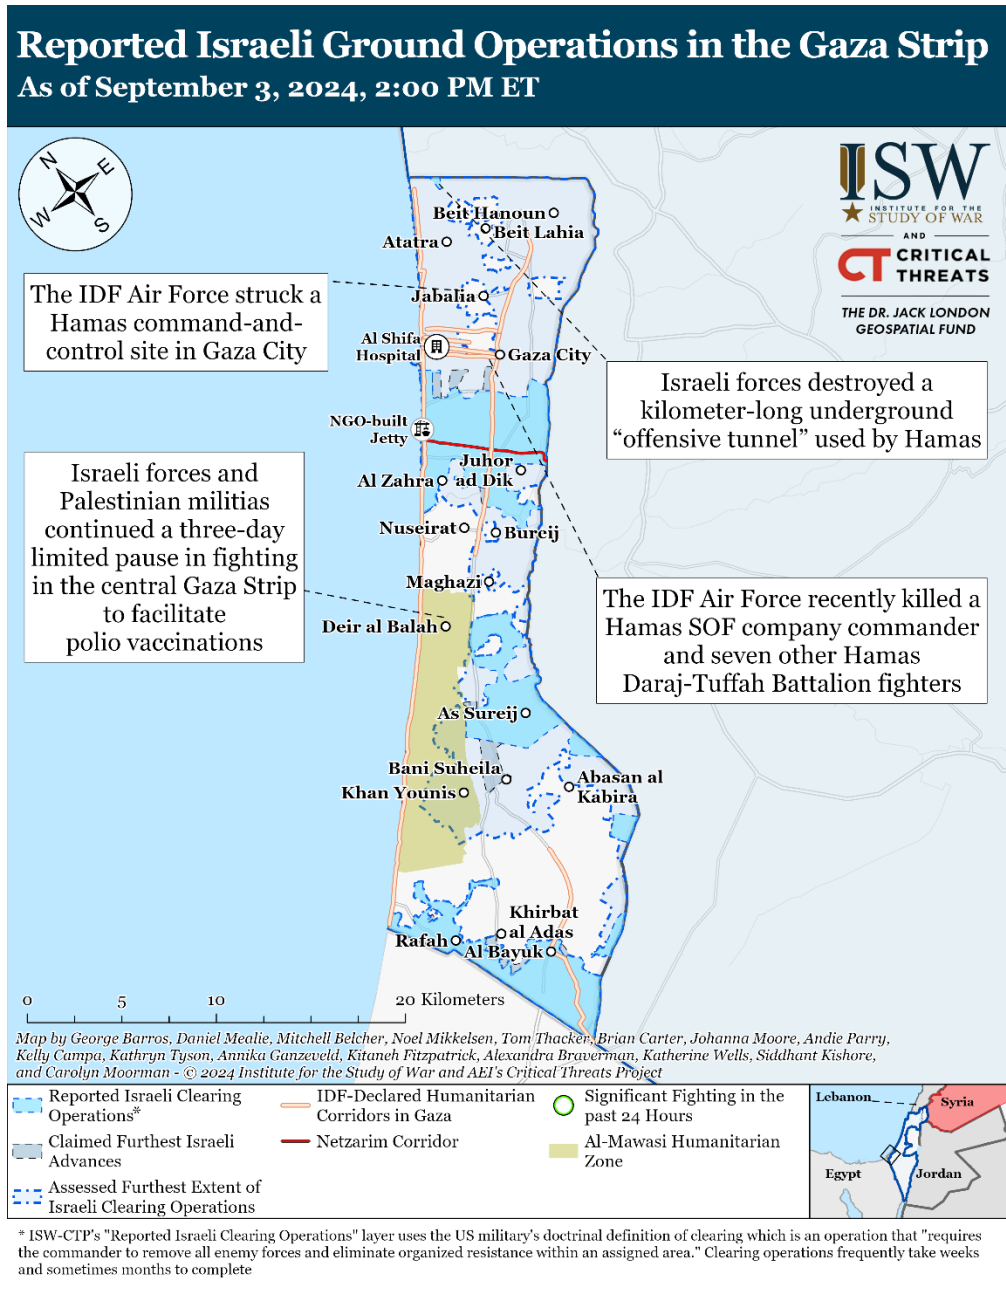 Reported Israeli Ground Operations in the Gaza Strip
As of September 3, 2024, 2:00 PM ET
N
E
W
S
ISW
INSTITUTE FOR THE
STUDY OF WAR
AND
CT CRITICAL
THREATS
THE DR. JACK LONDON
GEOSPATIAL FUND
Beit Hanoun
Beit Lahia
Atatra
The IDF Air Force struck a
Hamas command-and-
control site in Gaza City
Jabalia
Al Shifa
Hospital
Gaza City
Israeli forces destroyed a
kilometer-long underground
“offensive tunnel” used by Hamas
NGO-built
Jetty
Juhor
ad Dik
Al Zahra
Israeli forces and
Palestinian militias
continued a three-day
limited pause in fighting
in the central Gaza Strip
to facilitate
polio vaccinations
Nuseirat
Bureij
Maghazi
Deir al Balah
The IDF Air Force recently killed a
Hamas SOF company commander
and seven other Hamas
Daraj-Tuffah Battalion fighters
As Sureij
Bani Suheila
Abasan al
Kabira
Khan Younis
Khirbat
al Adas
Rafah
Al Bayuk
0 5 10 20 Kilometers
Map by George Barros, Daniel Mealie, Mitchell Belcher, Noel Mikkelsen, Tom Thacker, Brian Carter, Johanna Moore, Andie Parry,
Kelly Campa, Kathryn Tyson, Annika Ganzeveld, Kitaneh Fitzpatrick, Alexandra Braverman, Katherine Wells, Siddhant Kishore,
and Carolyn Moorman - © 2024 Institute for the Study of War and AEI's Critical Threats Project
Reported Israeli Clearing
Operations*
Claimed Furthest Israeli
Advances
Assessed Furthest Extent of
Israeli Clearing Operations
IDF-Declared Humanitarian
Corridors in Gaza
Netzarim Corridor
Significant Fighting in the
past 24 Hours
Al-Mawasi Humanitarian
Zone
Lebanon
Syria
Egypt
Jordan
* ISW-CTP's "Reported Israeli Clearing Operations" layer uses the US military's doctrinal definition of clearing which is an operation that "requires
the commander to remove all enemy forces and eliminate organized resistance within an assigned area." Clearing operations frequently take weeks
and sometimes months to complete